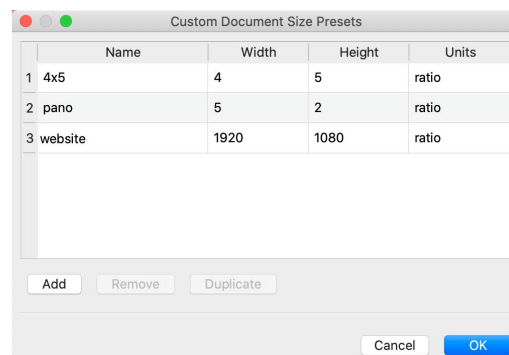 Custom Document Size Presets
Name Width Height Units
1 4x5 4 5 ratio
2 pano 5 2 ratio
3 website 1920 1080 ratio
Add Remove Duplicate
Cancel OK